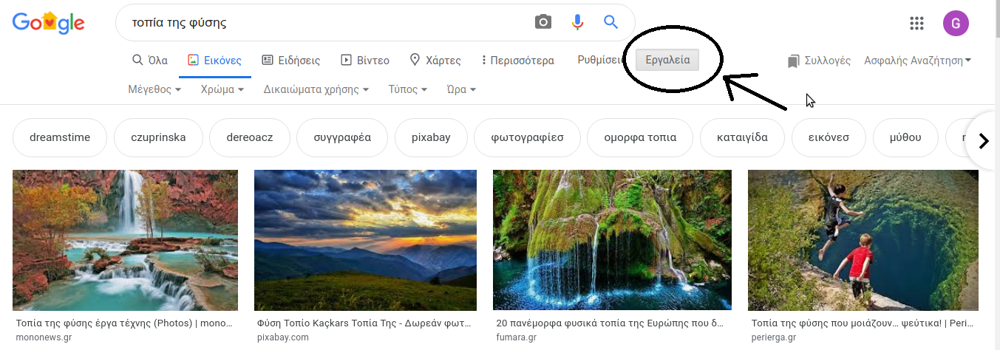 Google
τοπία της φύσης
G
Όλα Εικόνες Ειδήσεις Βίντεο Χάρτες Περισσότερα Ρυθμίσεις Εργαλεία Συλλογές Ασφαλής Αναζήτηση
Μέγεθος Χρώμα Δικαιώματα χρήσης Τύπος Ώρα
dreamstime czuprinska dereoacz συγγραφέα pixabay φωτογραφίεσ ομορφα τοπια καταιγίδα εικόνεσ μύθου
Τοπία της φύσης έργα τέχνης (Photos) | mono...
mononews.gr
Φύση Τοπίο Kaçkars Τοπία Της - Δωρεάν φωτ...
pixabay.com
20 πανέμορφα φυσικά τοπία της Ευρώπης που δ...
fumara.gr
Τοπία της φύσης που μοιάζουν... ψεύτικα! | Peri...
perierga.gr